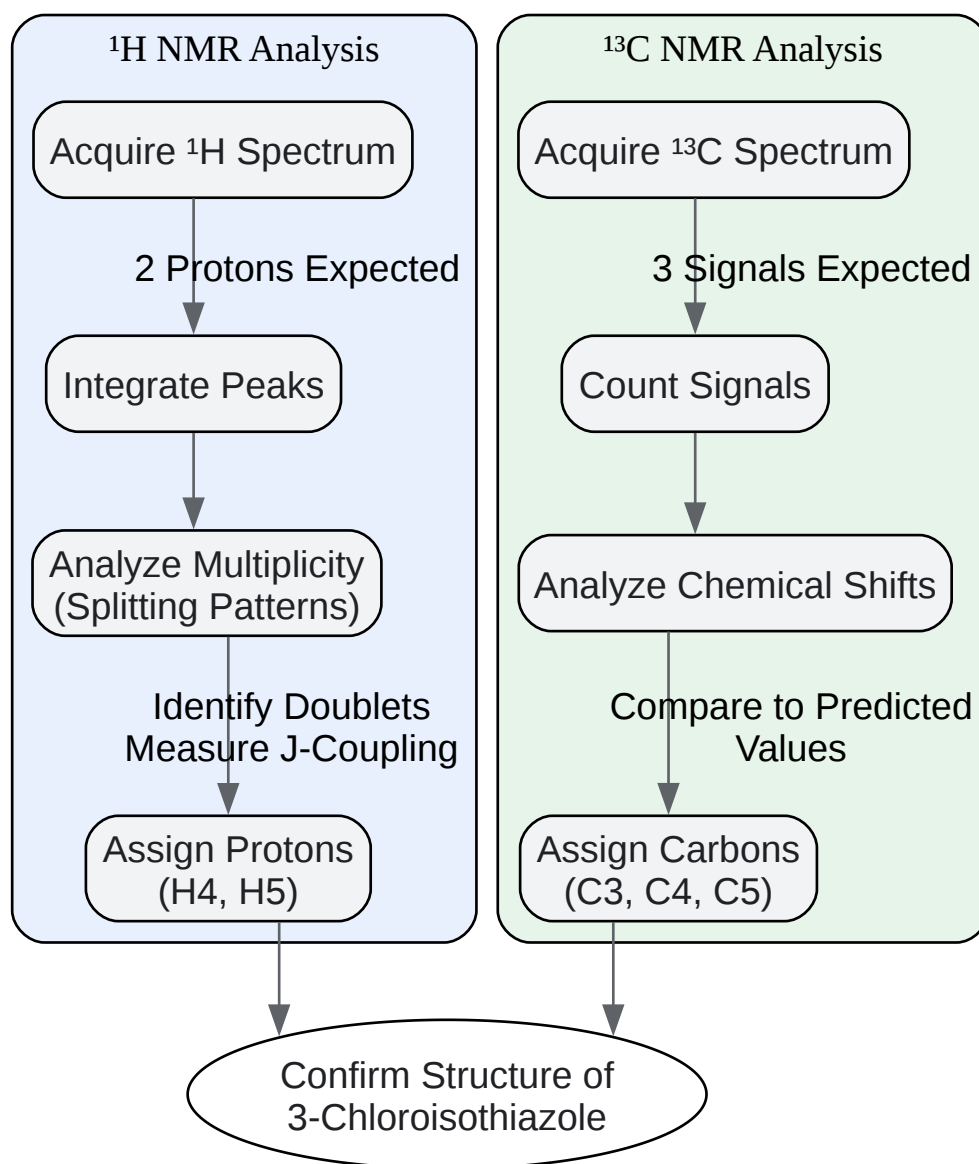 ¹H NMR Analysis
Acquire ¹H Spectrum
2 Protons Expected
Integrate Peaks
Analyze Multiplicity
(Splitting Patterns)
Identify Doublets
Measure J-Coupling
Assign Protons
(H4, H5)
¹³C NMR Analysis
Acquire ¹³C Spectrum
3 Signals Expected
Count Signals
Analyze Chemical Shifts
Compare to Predicted
Values
Assign Carbons
(C3, C4, C5)
Confirm Structure of
3-Chloroisothiazole